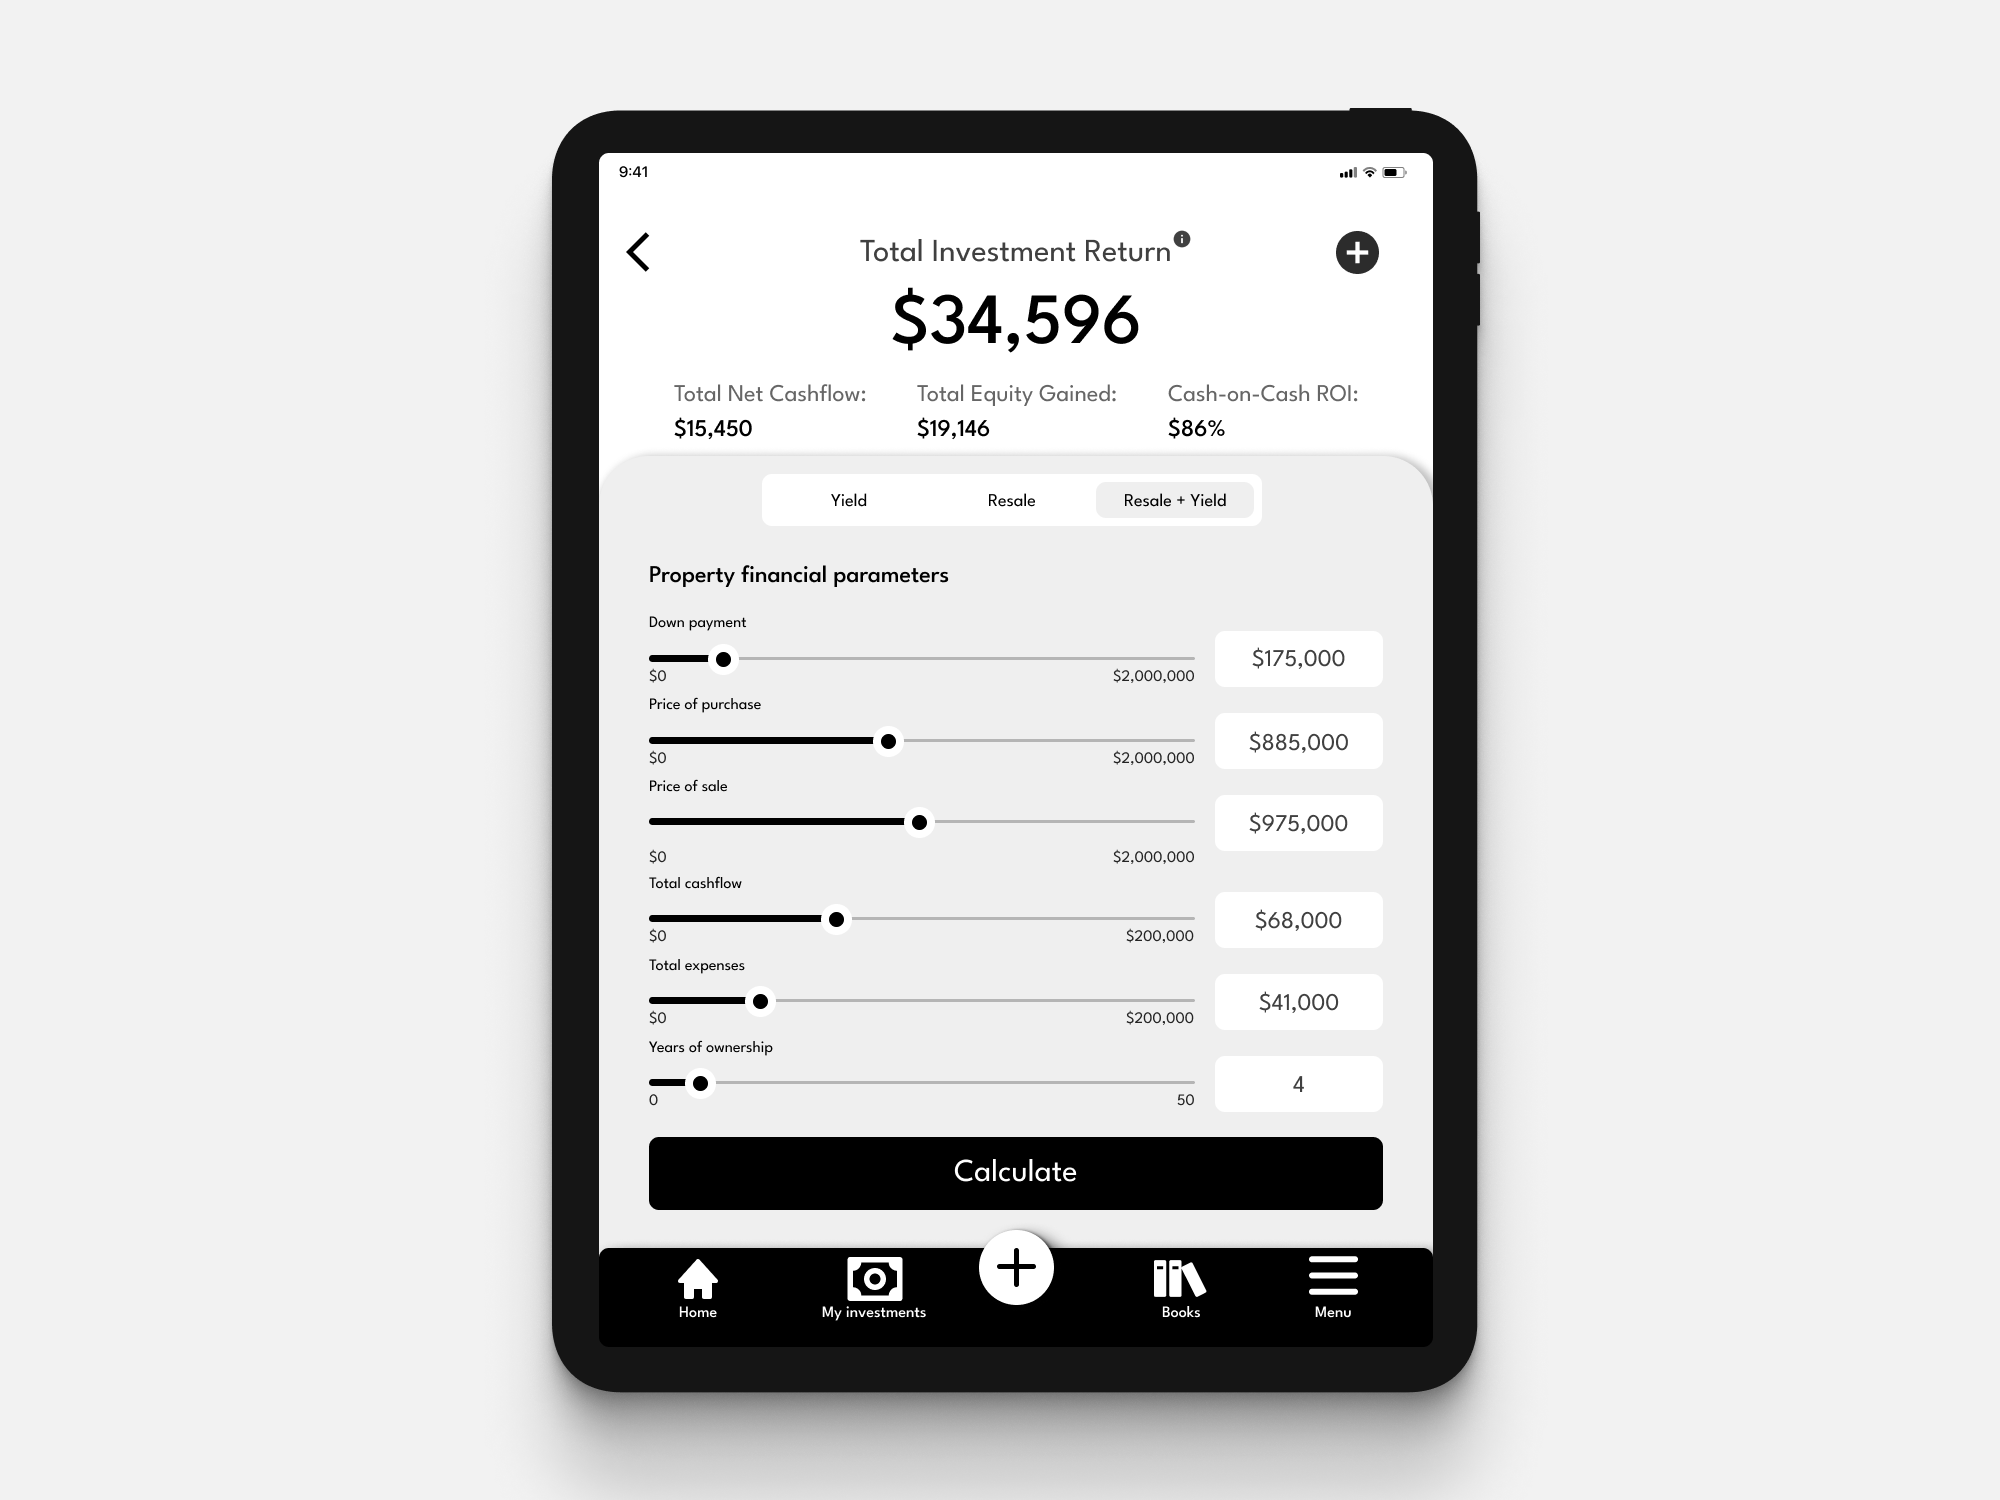 9:41
Total Investment Return
$34,596
Total Net Cashflow: Total Equity Gained: Cash-on-Cash ROI:
$15,450 $19,146 $86%
Yield Resale Resale + Yield
Property financial parameters
Down payment
$175,000
$0 $2,000,000
Price of purchase
$885,000
$0 $2,000,000
Price of sale
$975,000
$0 $2,000,000
Total cashflow
$68,000
$0 $200,000
Total expenses
$41,000
$0 $200,000
Years of ownership
4
0 50
Calculate
Home My investments Books Menu